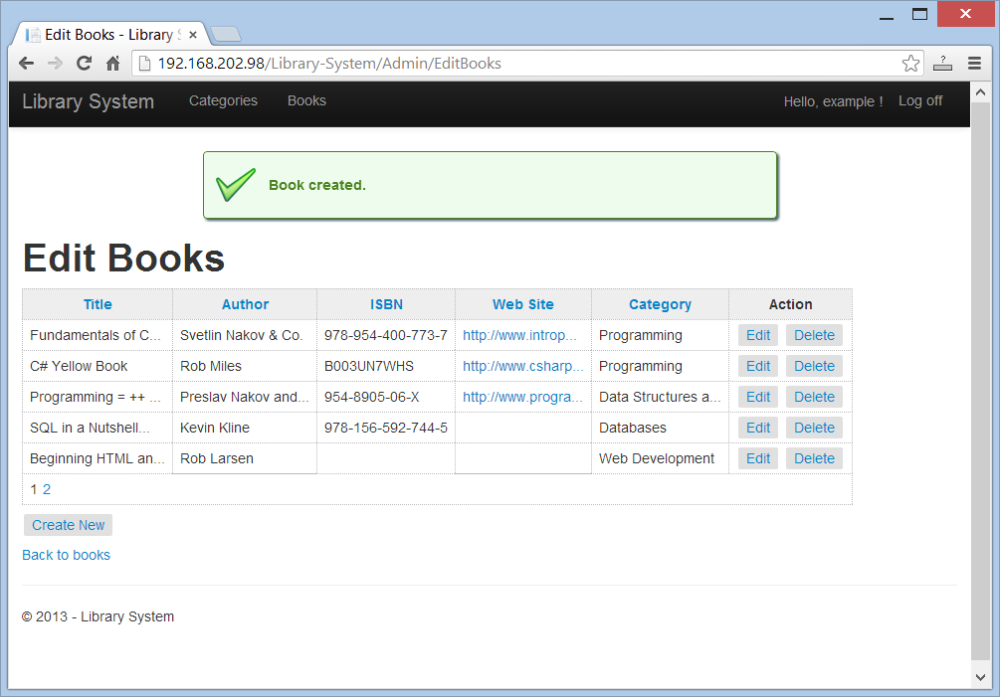 Edit Books - Library S
192.168.202.98/Library-System/Admin/EditBooks
Library System Categories Books Hello, example ! Log off
Book created.
Edit Books
Title Author ISBN Web Site Category Action
Fundamentals of C... Svetlin Nakov & Co. 978-954-400-773-7 http://www.introp... Programming Edit Delete
C# Yellow Book Rob Miles B003UN7WHS http://www.csharp... Programming Edit Delete
Programming = ++ ... Preslav Nakov and... 954-8905-06-X http://www.progra... Data Structures a... Edit Delete
SQL in a Nutshell... Kevin Kline 978-156-592-744-5 Databases Edit Delete
Beginning HTML an... Rob Larsen Web Development Edit Delete
1 2
Create New
Back to books
© 2013 - Library System